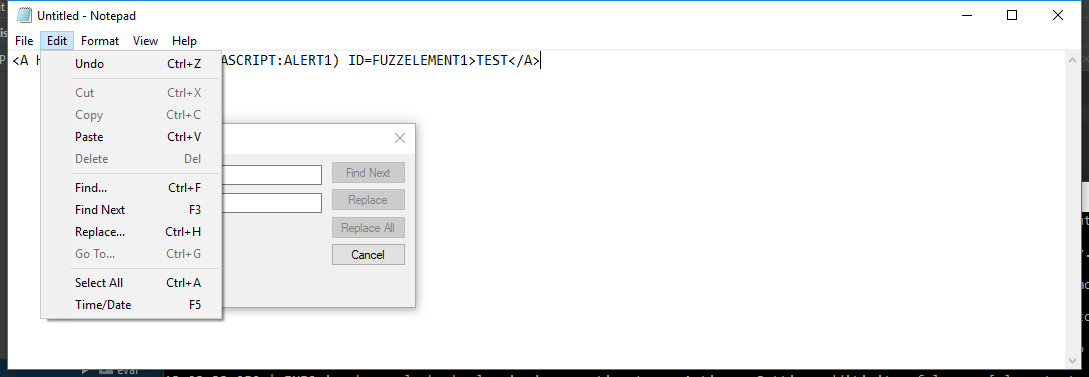 Untitled - Notepad
File Edit Format View Help
<A ASCRIPT:ALERT1) ID=FUZZELEMENT1>TEST</A>
Undo Ctrl+Z
Cut Ctrl+X
Copy Ctrl+C
Paste Ctrl+V
Delete Del
Find... Ctrl+F
Find Next F3
Replace... Ctrl+H
Go To... Ctrl+G
Select All Ctrl+A
Time/Date F5
Find Next
Replace
Replace All
Cancel
eval